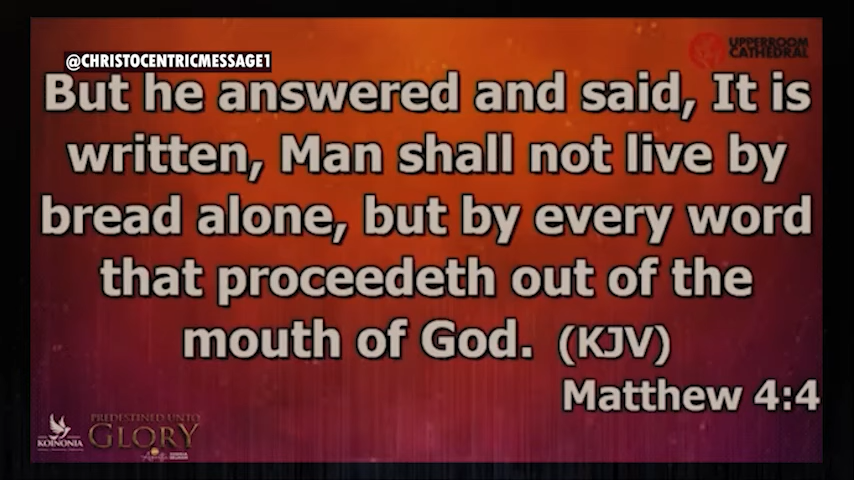 @CHRISTOCENTRICMESSAGE1
UPPERROOM
CATHEDRAL
But he answered and said, It is
written, Man shall not live by
bread alone, but by every word
that proceedeth out of the
mouth of God. (KJV)
Matthew 4:4
KOINONIA
PREDESTINED UNTO
GLORY